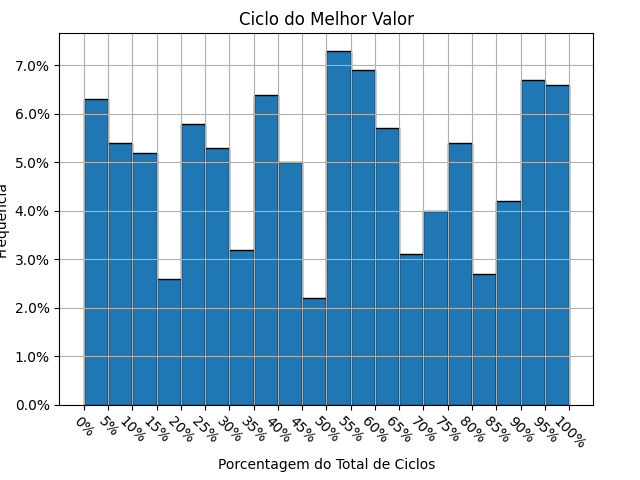 Ciclo do Melhor Valor
7.0%
6.0%
5.0%
4.0%
3.0%
2.0%
1.0%
0.0%
Frequência
0% 5% 10% 15% 20% 25% 30% 35% 40% 45% 50% 55% 60% 65% 70% 75% 80% 85% 90% 95% 100%
Porcentagem do Total de Ciclos